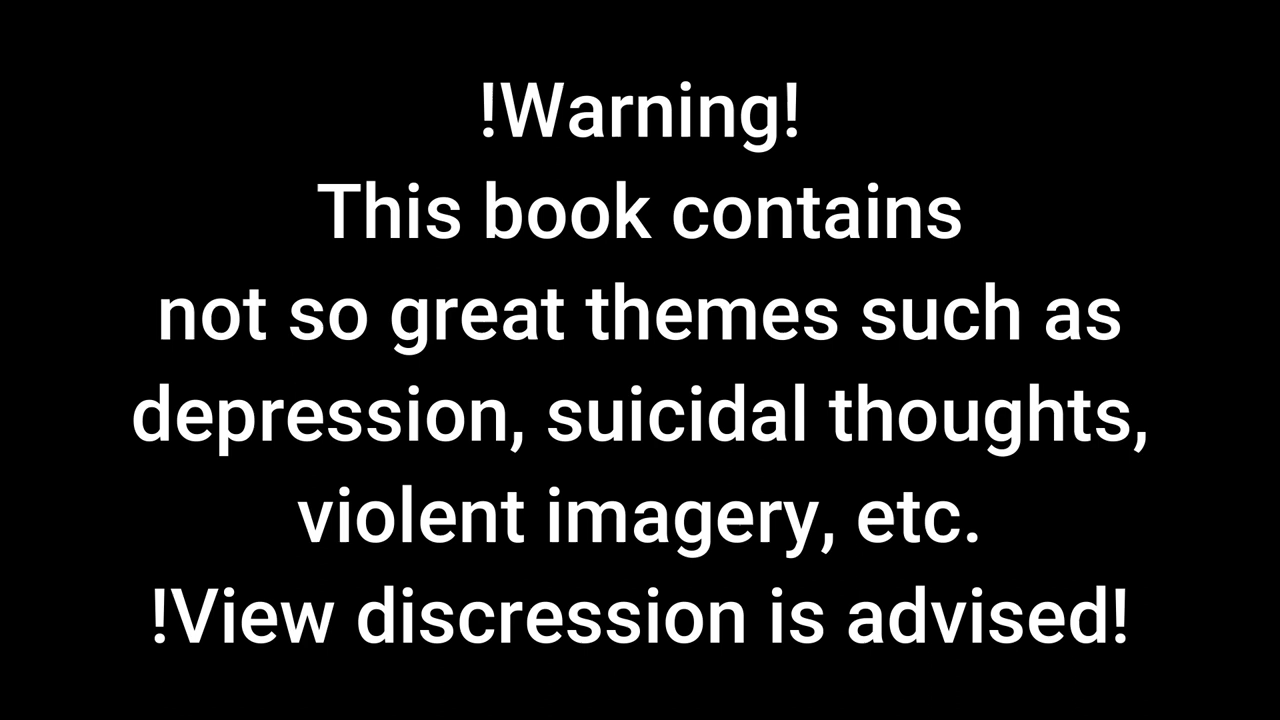 !Warning!
This book contains
not so great themes such as
depression, suicidal thoughts,
violent imagery, etc.
!View discression is advised!